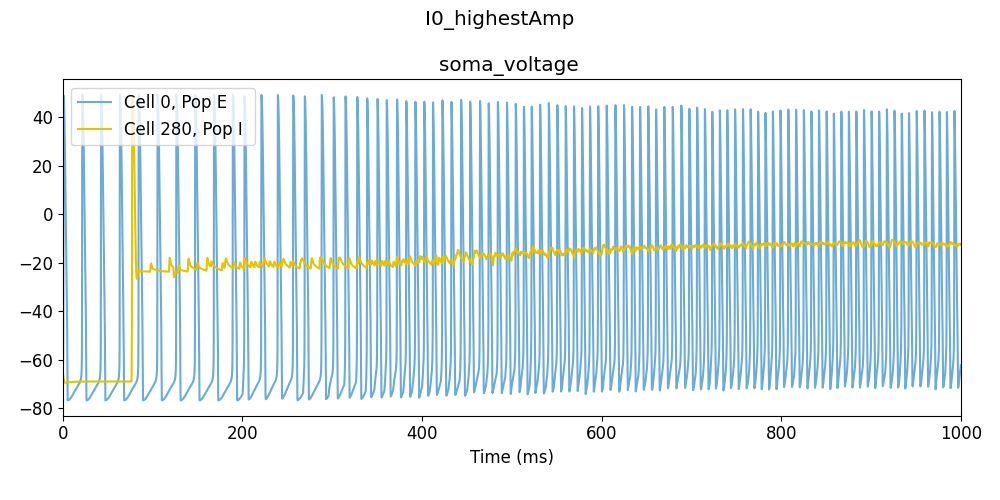 I0_highestAmp
soma_voltage
Cell 0, Pop E
Cell 280, Pop I
40
20
0
−20
−40
−60
−80
0 200 400 600 800 1000
Time (ms)